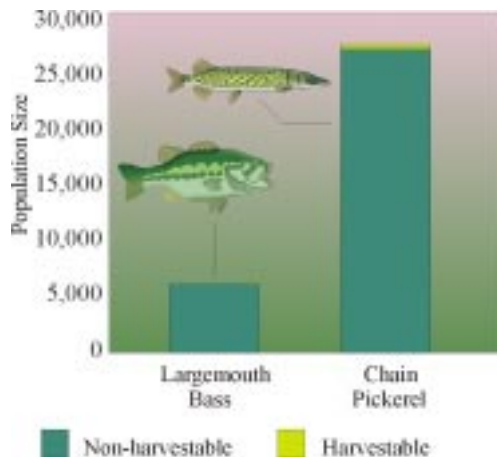 30,000
25,000
20,000
15,000
10,000
5,000
0
Population Size
Largemouth
Bass
Chain
Pickerel
Non-harvestable
Harvestable